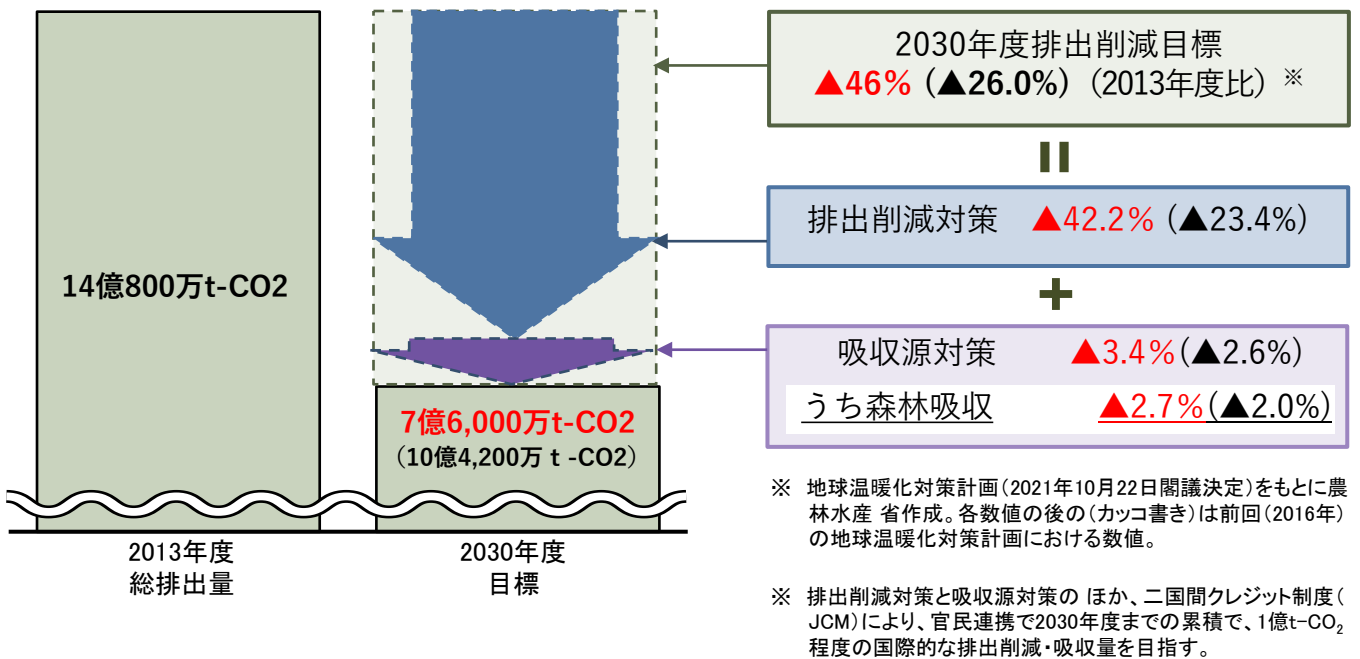 14億800万t-CO2
2013年度
総排出量
7億6,000万t-CO2
(10億4,200万ｔ-CO2)
2030年度
目標
2030年度排出削減目標
▲46% (▲26.0%) (2013年度比) ※
=
排出削減対策 ▲42.2% (▲23.4%)
+
吸収源対策 ▲3.4%(▲2.6%)
うち森林吸収 ▲2.7%(▲2.0%)
※ 地球温暖化対策計画(2021年10月22日閣議決定)をもとに農
林水産 省作成。各数値の後の(カッコ書き)は前回(2016年)
の地球温暖化対策計画における数値。
※ 排出削減対策と吸収源対策の ほか、二国間クレジット制度(
JCM)により、官民連携で2030年度までの累積で、1億t-CO₂
程度の国際的な排出削減・吸収量を目指す。